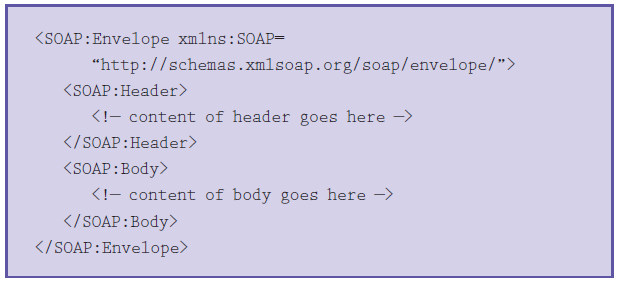 <SOAP:Envelope xmlns:SOAP=
“http://schemas.xmlsoap.org/soap/envelope/”>
<SOAP:Header>
<!— content of header goes here —>
</SOAP:Header>
<SOAP:Body>
<!— content of body goes here —>
</SOAP:Body>
</SOAP:Envelope>